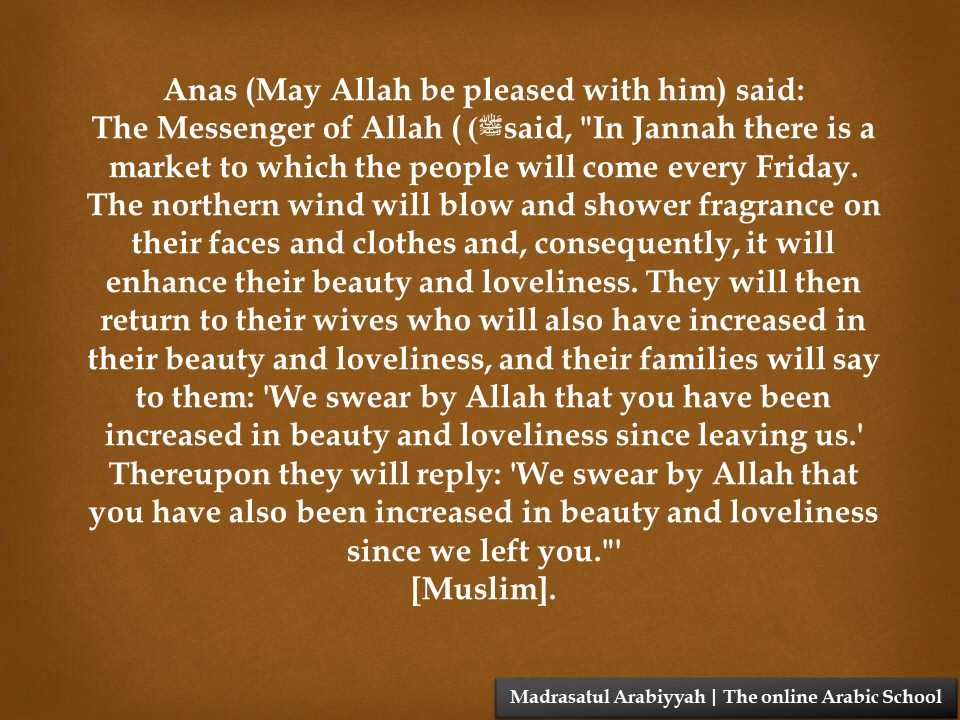 Anas (May Allah be pleased with him) said:
The Messenger of Allah ( (ﷺsaid, "In Jannah there is a
market to which the people will come every Friday.
The northern wind will blow and shower fragrance on
their faces and clothes and, consequently, it will
enhance their beauty and loveliness. They will then
return to their wives who will also have increased in
their beauty and loveliness, and their families will say
to them: 'We swear by Allah that you have been
increased in beauty and loveliness since leaving us.'
Thereupon they will reply: 'We swear by Allah that
you have also been increased in beauty and loveliness
since we left you."'
[Muslim].
Madrasatul Arabiyyah | The online Arabic School